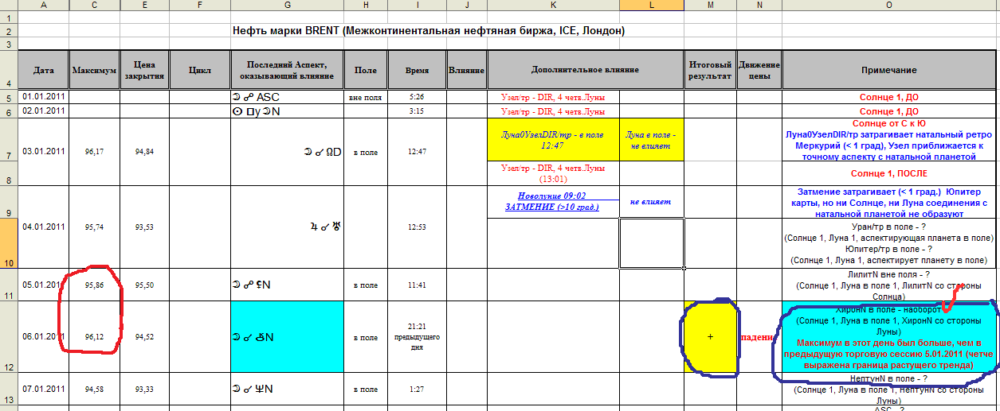 A C E F G H I J K L M N O
1
2 Нефть марки BRENT (Межконтинентальная нефтяная биржа, ICE, Лондон)
3
4 Дата Максимум Цена закрытия Цикл Последний Аспект, оказывающий влияние Поле Время Влияние Дополнительное влияние Итоговый результат Движение цены Примечание
5 01.01.2011 ☽ ☍ ASC вне поля 5:26 Узел/тр - DIR, 4 четв.Луны Солнце 1, ДО
6 02.01.2011 ☉ □у☽N 3:15 Узел/тр - DIR, 4 четв.Луны Солнце 1, ДО
7 03.01.2011 96,17 94,84 ☽ ☌ ☊D в поле 12:47
Луна0УзелDIR/тр - в поле
12:47
Луна в поле -
не влияет
Солнце от С к Ю
Луна0УзелDIR/тр затрагивает натальный ретро
Меркурий (< 1 град), Узел приближается к
точному аспекту с натальной планетой
8 Узел/тр - DIR, 4 четв.Луны
(13:01)
Солнце 1, ПОСЛЕ
9 Новолуние 09:02
ЗАТМЕНИЕ (>10 град.)
не влияет
Затмение затрагивает (< 1 град.) Юпитер
карты, но ни Солнце, ни Луна соединения с
натальной планетой не образуют
10 04.01.2011 95,74 93,53 ♃ ☌ ♅ 12:53
Уран/тр в поле - ?
(Солнце 1, Луна 1, аспектирующая планета в поле)
Юпитер/тр в поле - ?
(Солнце 1, Луна 1, аспектирует планету в поле)
11 05.01.2011 95,86 95,50 ☽ ☍ ⚸N в поле 11:41
ЛилитN вне поля - ?
(Солнце 1, Луна в поле 1, ЛилитN со стороны
Солнца)
12 06.01.2011 96,12 94,52 ☽ ☌ ⚷N в поле
21:21
предыдущего
дня
+ падени
ХиронN в поле - наоборот
(Солнце 1, Луна в поле 1, ХиронN со стороны
Луны)
Максимум в этот день был больше, чем в
предыдущую торговую сессию 5.01.2011 (четче
выражена граница растущего тренда)
13 07.01.2011 94,58 93,33 ☽ ☌ ♆N в поле 1:27
НептунN в поле - ?
(Солнце 1, Луна в поле 1, НептунN со стороны
Луны)
ASC - ?